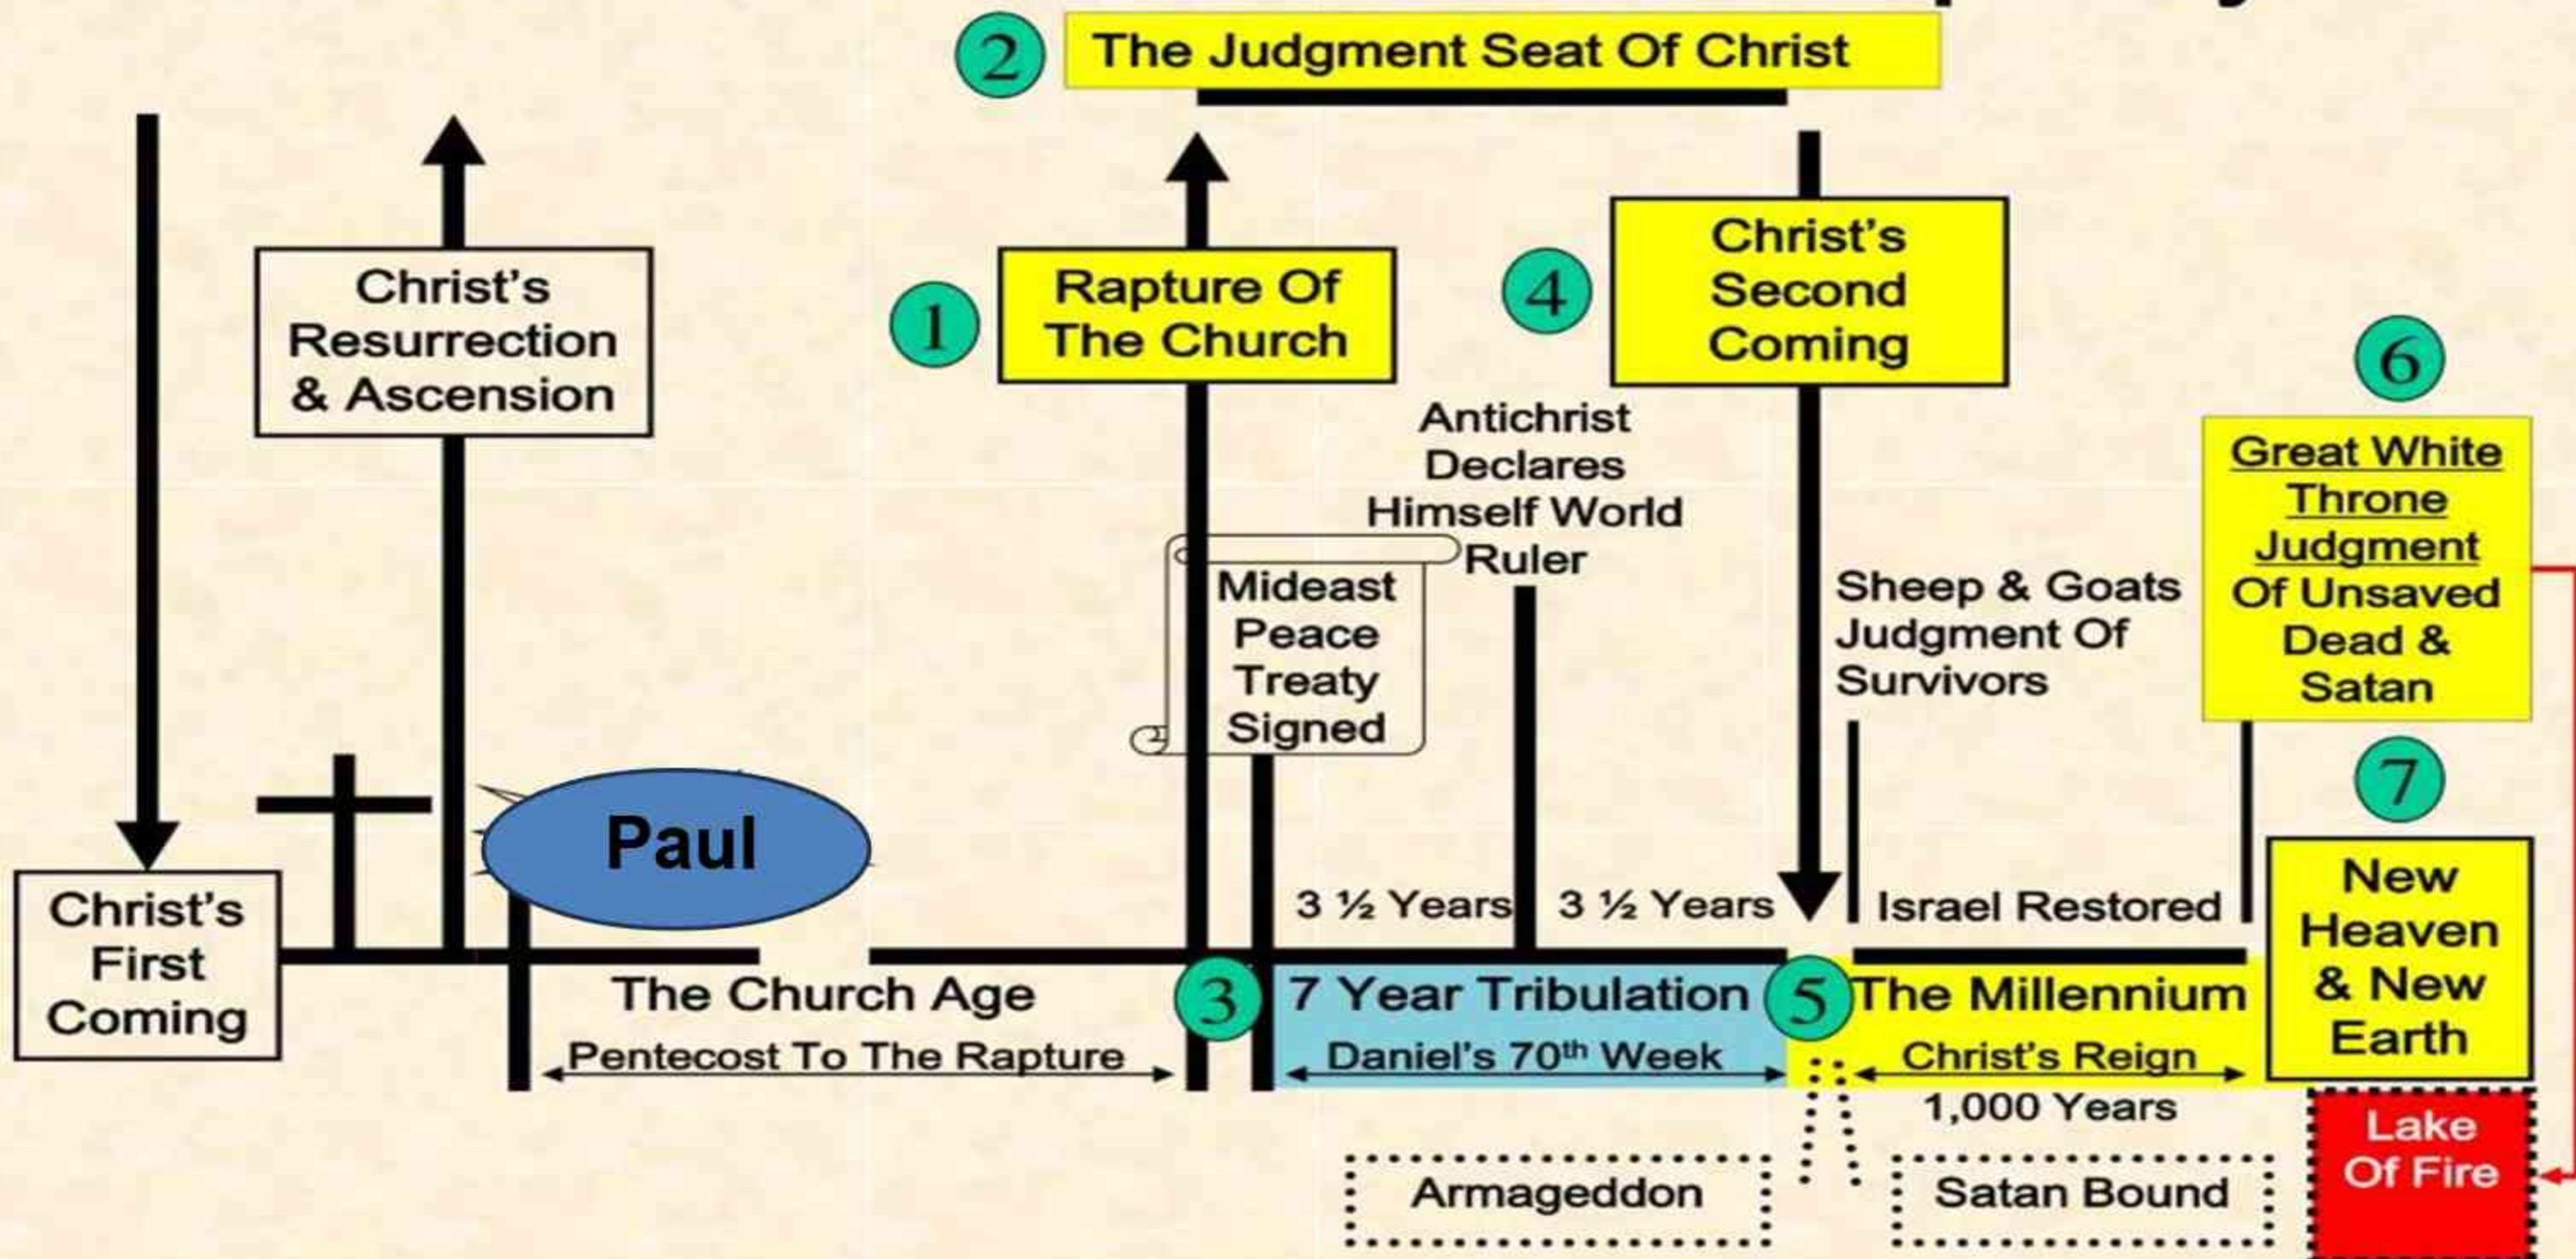 2
The Judgment Seat Of Christ
Christ's
Resurrection
& Ascension
1
Rapture Of
The Church
4
Christ's
Second
Coming
Antichrist
Declares
Himself World
Ruler
Mideast
Peace
Treaty
Signed
Sheep & Goats
Judgment Of
Survivors
6
Great White
Throne
Judgment
Of Unsaved
Dead &
Satan
7
New
Heaven
& New
Earth
Christ's
First
Coming
Paul
3 ½ Years
3 ½ Years
Israel Restored
The Church Age
Pentecost To The Rapture
3
7 Year Tribulation
Daniel's 70th Week
5
The Millennium
Christ's Reign
1,000 Years
Armageddon
Satan Bound
Lake
Of Fire